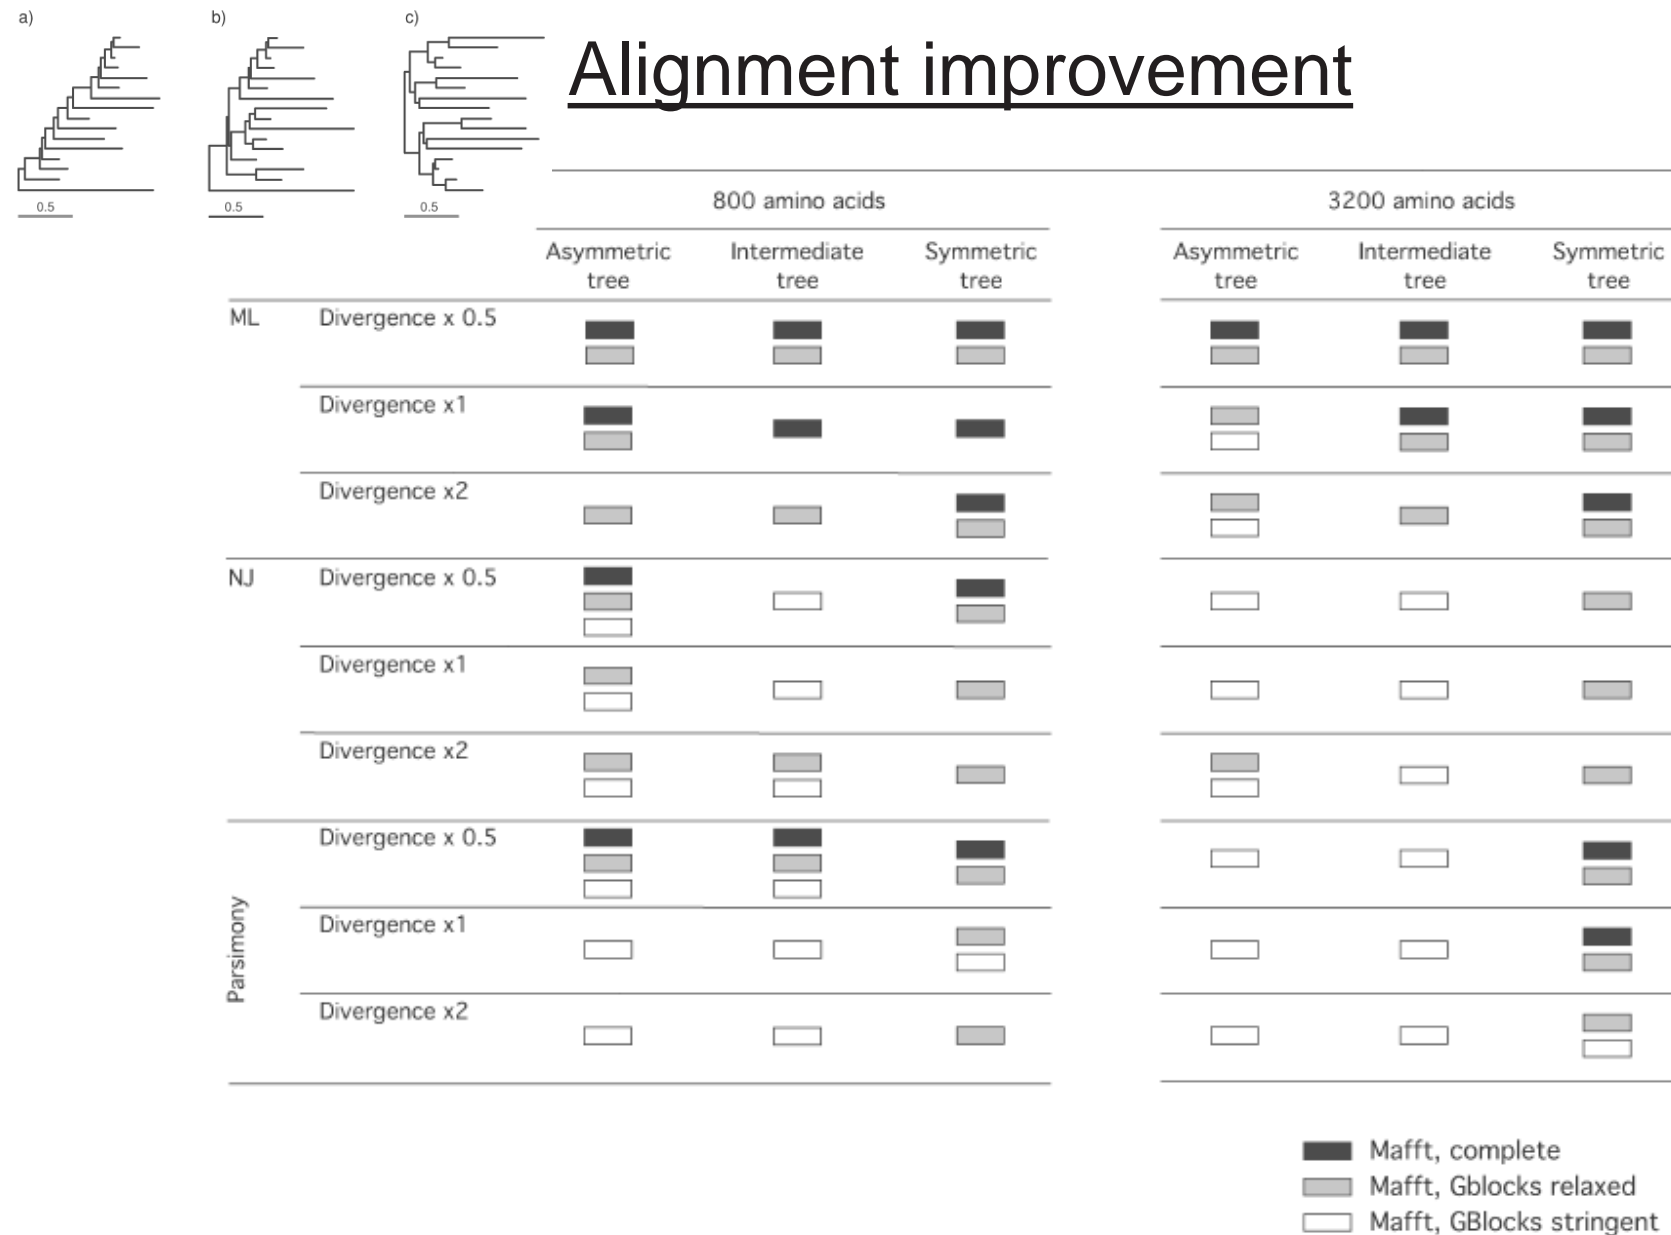 a)
b)
c)
Alignment improvement
0.5
0.5
0.5
800 amino acids
3200 amino acids
Asymmetric tree
Intermediate tree
Symmetric tree
Asymmetric tree
Intermediate tree
Symmetric tree
ML
Divergence x 0.5
Divergence x1
Divergence x2
NJ
Divergence x 0.5
Divergence x1
Divergence x2
Parsimony
Divergence x 0.5
Divergence x1
Divergence x2
Mafft, complete
Mafft, Gblocks relaxed
Mafft, GBlocks stringent